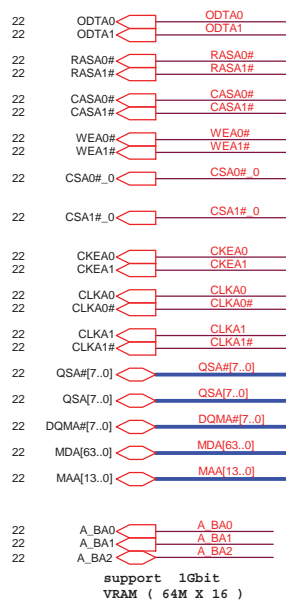 22 ODTA0 ODTA0
22 ODTA1 ODTA1
22 RASA0# RASA0#
22 RASA1# RASA1#
22 CASA0# CASA0#
22 CASA1# CASA1#
22 WEA0# WEA0#
22 WEA1# WEA1#
22 CSA0#_0 CSA0#_0
22 CSA1#_0 CSA1#_0
22 CKEA0 CKEA0
22 CKEA1 CKEA1
22 CLKA0 CLKA0
22 CLKA0# CLKA0#
22 CLKA1 CLKA1
22 CLKA1# CLKA1#
22 QSA#[7..0] QSA#[7..0]
22 QSA[7..0] QSA[7..0]
22 DQMA#[7..0] DQMA#[7..0]
22 MDA[63..0] MDA[63..0]
22 MAA[13..0] MAA[13..0]
22 A_BA0 A_BA0
22 A_BA1 A_BA1
22 A_BA2 A_BA2
support 1Gbit
VRAM ( 64M X 16 )